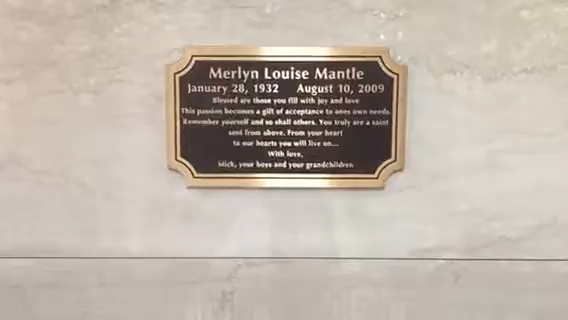 Merlyn Louise Mantle
January 28, 1932 August 10, 2009
Blessed are those you fill with joy and love
This passion becomes a gift of acceptance to ones own needs.
Remember yourself and so shall others. You truly are a saint
sent from above. From your heart
to our hearts you will live on...
With love,
Mick, your boys and your grandchildren